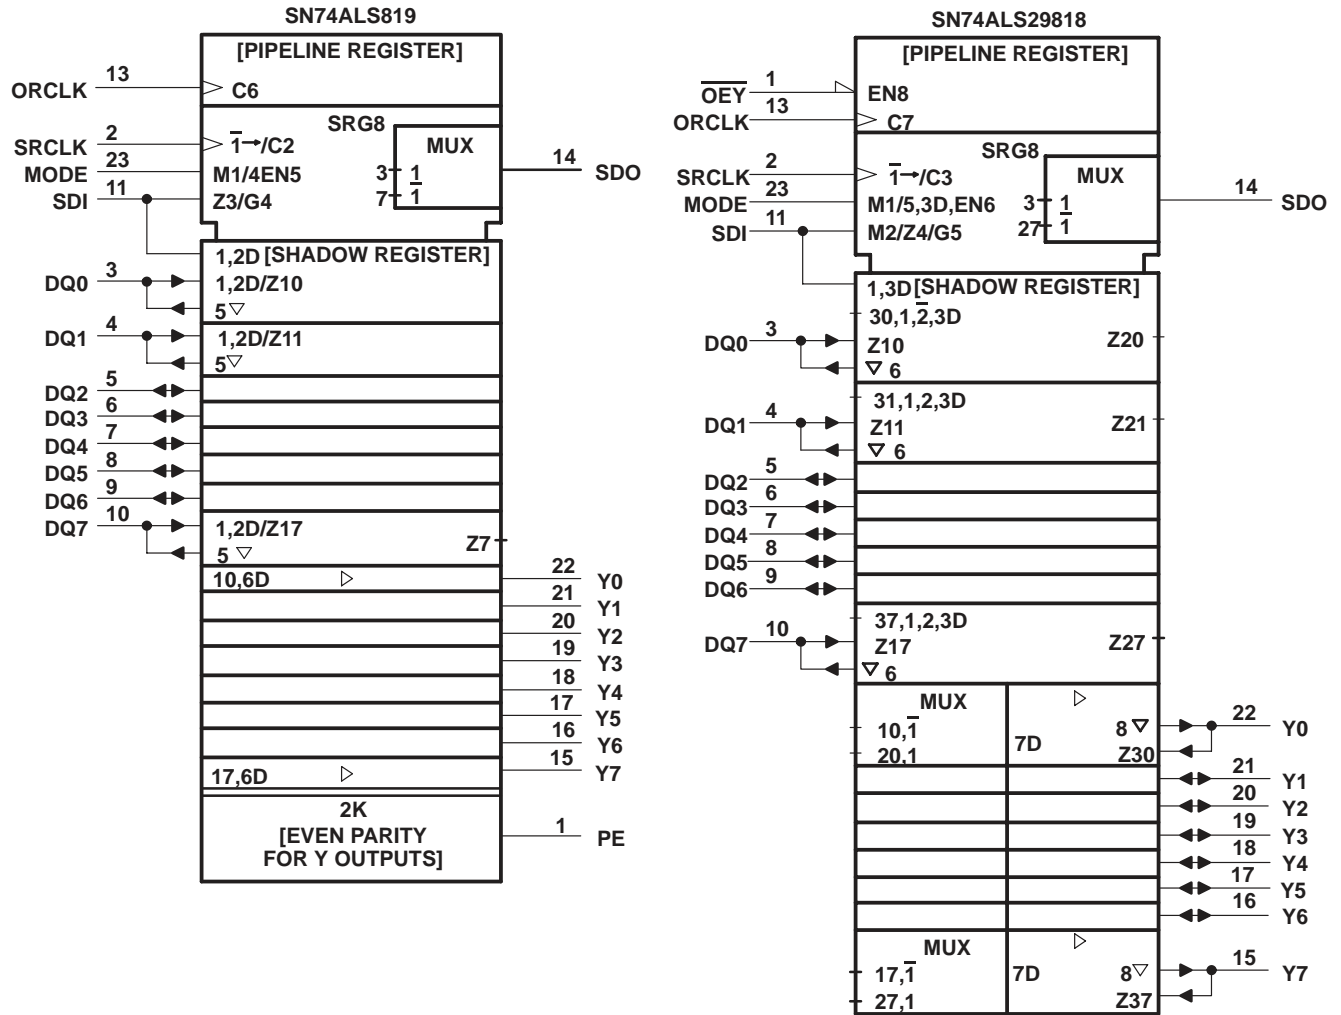 SN74ALS819
[PIPELINE REGISTER]
ORCLK 13 C6
SRG8
MUX
SRCLK 2 1̅→/C2
MODE 23 M1/4EN5
SDI 11 Z3/G4
3 1
7 1̅
14 SDO
1,2D [SHADOW REGISTER]
DQ0 3 1,2D/Z10
5 ▽
DQ1 4 1,2D/Z11
5 ▽
DQ2 5
DQ3 6
DQ4 7
DQ5 8
DQ6 9
DQ7 10 1,2D/Z17
5 ▽ Z7
10,6D ▷ 22 Y0
21 Y1
20 Y2
19 Y3
18 Y4
17 Y5
16 Y6
17,6D ▷ 15 Y7
2K
[EVEN PARITY
FOR Y OUTPUTS]
1 PE
SN74ALS29818
[PIPELINE REGISTER]
O̅E̅Y̅ 1 EN8
ORCLK 13 C7
SRG8
MUX
SRCLK 2 1̅→/C3
MODE 23 M1/5,3D,EN6
SDI 11 M2/Z4/G5
3 1
27 1̅
14 SDO
1,3D [SHADOW REGISTER]
30,1,2̅,3D
DQ0 3 Z10 Z20
▽ 6
31,1,2,3D
DQ1 4 Z11 Z21
▽ 6
DQ2 5
DQ3 6
DQ4 7
DQ5 8
DQ6 9
37,1,2,3D
DQ7 10 Z17 Z27
▽ 6
MUX ▷
10,1̅ 7D 8 ▽ 22 Y0
20,1 Z30
21 Y1
20 Y2
19 Y3
18 Y4
17 Y5
16 Y6
MUX ▷
17,1̅ 7D 8 ▽ 15 Y7
27,1 Z37